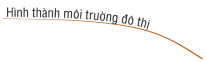 Hình thành môi trường đô thị